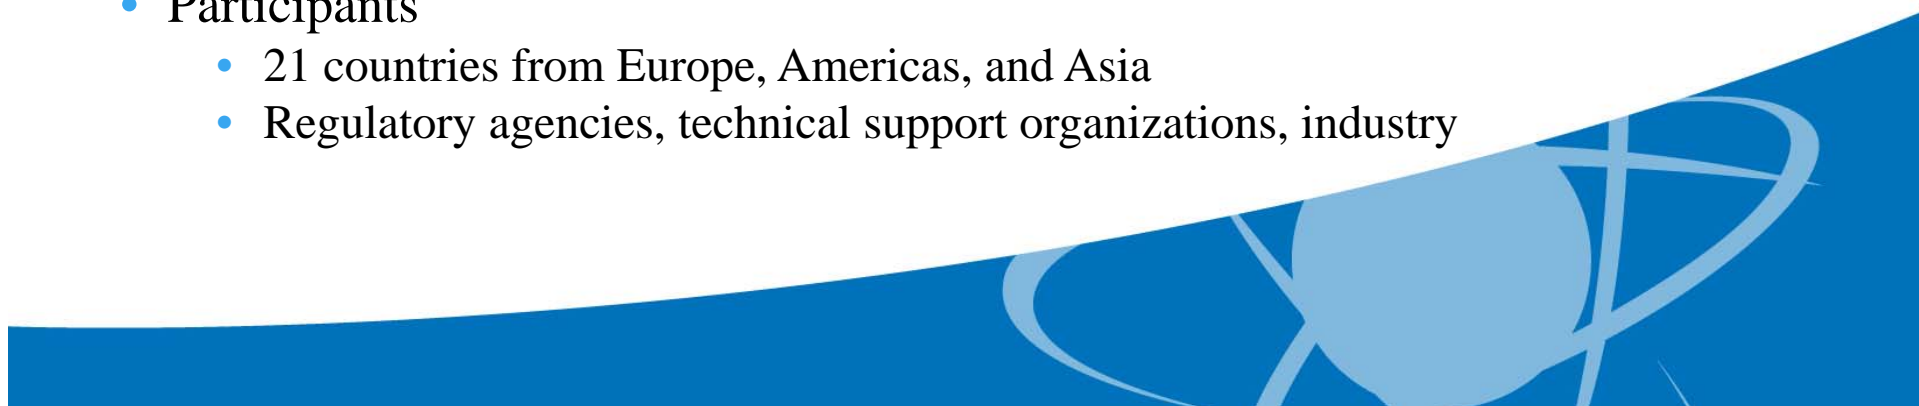 • Participants
• 21 countries from Europe, Americas, and Asia
• Regulatory agencies, technical support organizations, industry